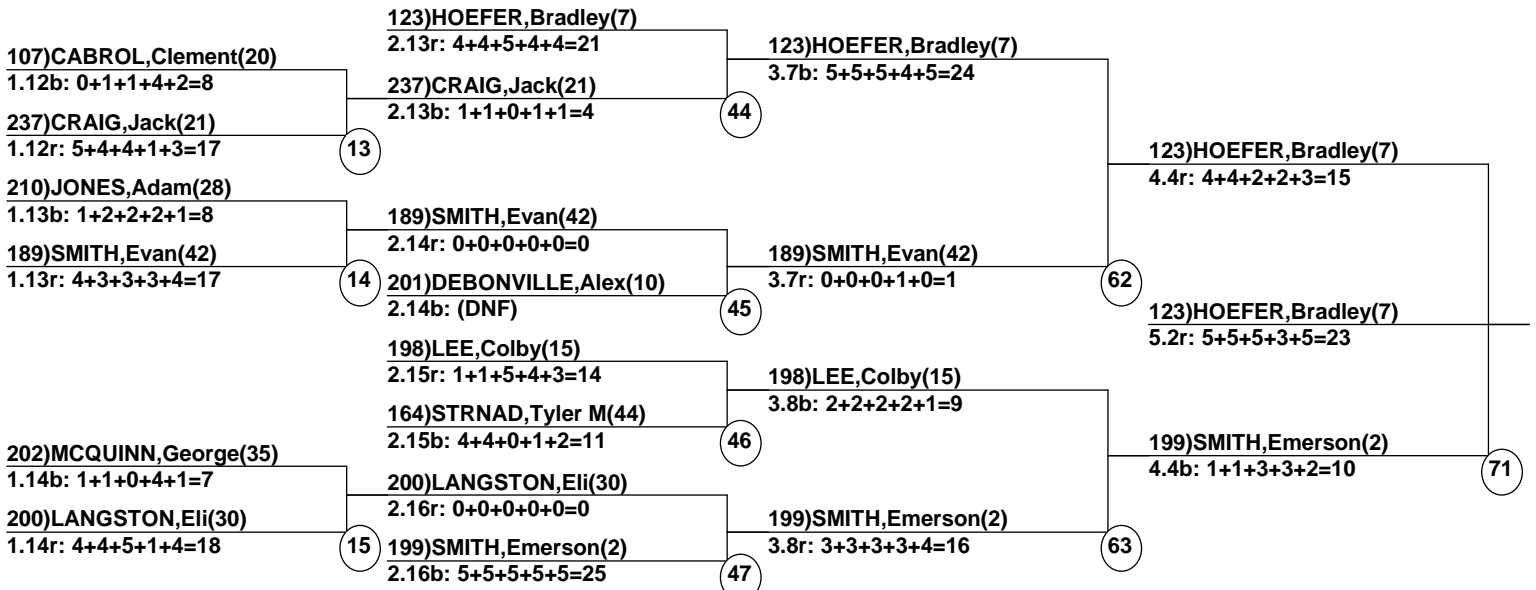 107)CABROL,Clement(20)
1.12b: 0+1+1+4+2=8
237)CRAIG,Jack(21)
1.12r: 5+4+4+1+3=17
13
210)JONES,Adam(28)
1.13b: 1+2+2+2+1=8
189)SMITH,Evan(42)
1.13r: 4+3+3+3+4=17
14
202)MCQUINN,George(35)
1.14b: 1+1+0+4+1=7
200)LANGSTON,Eli(30)
1.14r: 4+4+5+1+4=18
15
123)HOEFER,Bradley(7)
2.13r: 4+4+5+4+4=21
237)CRAIG,Jack(21)
2.13b: 1+1+0+1+1=4
44
189)SMITH,Evan(42)
2.14r: 0+0+0+0+0=0
201)DEBONVILLE,Alex(10)
2.14b: (DNF)
45
198)LEE,Colby(15)
2.15r: 1+1+5+4+3=14
164)STRNAD,Tyler M(44)
2.15b: 4+4+0+1+2=11
46
200)LANGSTON,Eli(30)
2.16r: 0+0+0+0+0=0
199)SMITH,Emerson(2)
2.16b: 5+5+5+5+5=25
47
123)HOEFER,Bradley(7)
3.7b: 5+5+5+4+5=24
189)SMITH,Evan(42)
3.7r: 0+0+0+1+0=1
62
198)LEE,Colby(15)
3.8b: 2+2+2+2+1=9
199)SMITH,Emerson(2)
3.8r: 3+3+3+3+4=16
63
123)HOEFER,Bradley(7)
4.4r: 4+4+2+2+3=15
123)HOEFER,Bradley(7)
5.2r: 5+5+5+3+5=23
199)SMITH,Emerson(2)
4.4b: 1+1+3+3+2=10
71